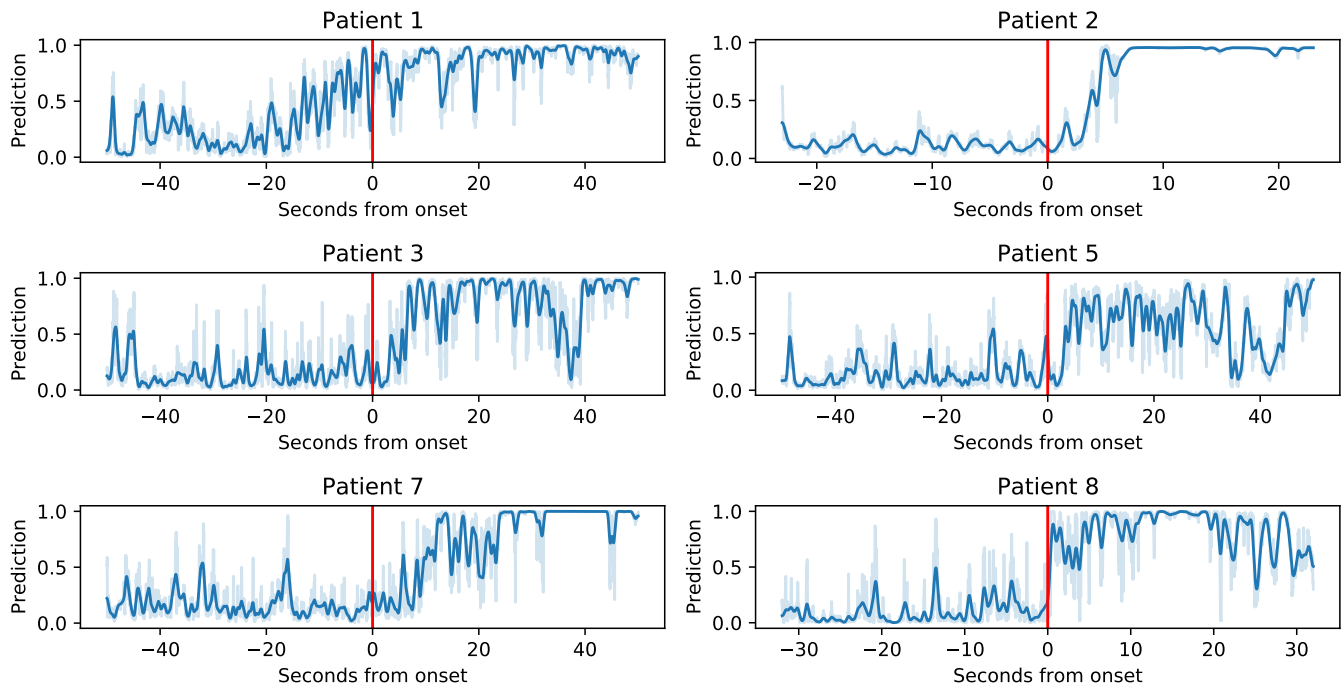 Patient 1
Prediction
1.0
0.5
0.0
−40 −20 0 20 40
Seconds from onset
Patient 2
Prediction
1.0
0.5
0.0
−20 −10 0 10 20
Seconds from onset
Patient 3
Prediction
1.0
0.5
0.0
−40 −20 0 20 40
Seconds from onset
Patient 5
Prediction
1.0
0.5
0.0
−40 −20 0 20 40
Seconds from onset
Patient 7
Prediction
1.0
0.5
0.0
−40 −20 0 20 40
Seconds from onset
Patient 8
Prediction
1.0
0.5
0.0
−30 −20 −10 0 10 20 30
Seconds from onset